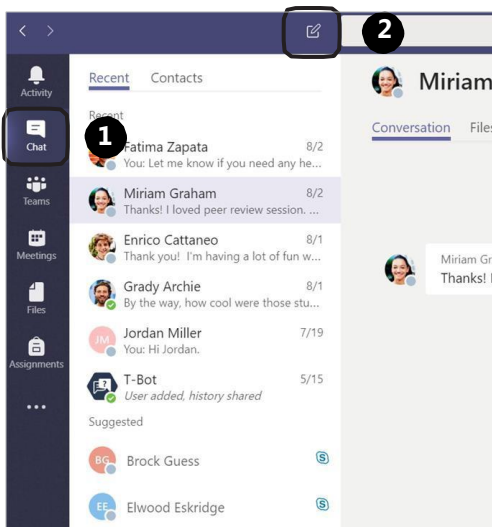 2
Miriam
Activity
Chat
Teams
Meetings
Files
Assignments
Recent Contacts
Recent
1
Fatima Zapata 8/2
You: Let me know if you need any he...
Miriam Graham 8/2
Thanks! I loved peer review session. ...
Enrico Cattaneo 8/1
Thank you! I'm having a lot of fun w...
Grady Archie 8/1
By the way, how cool were those stu...
JM
Jordan Miller 7/19
You: Hi Jordan.
T-Bot 5/15
User added, history shared
Suggested
BG
Brock Guess
EE
Elwood Eskridge
Conversation Files
Miriam Gr
Thanks! I